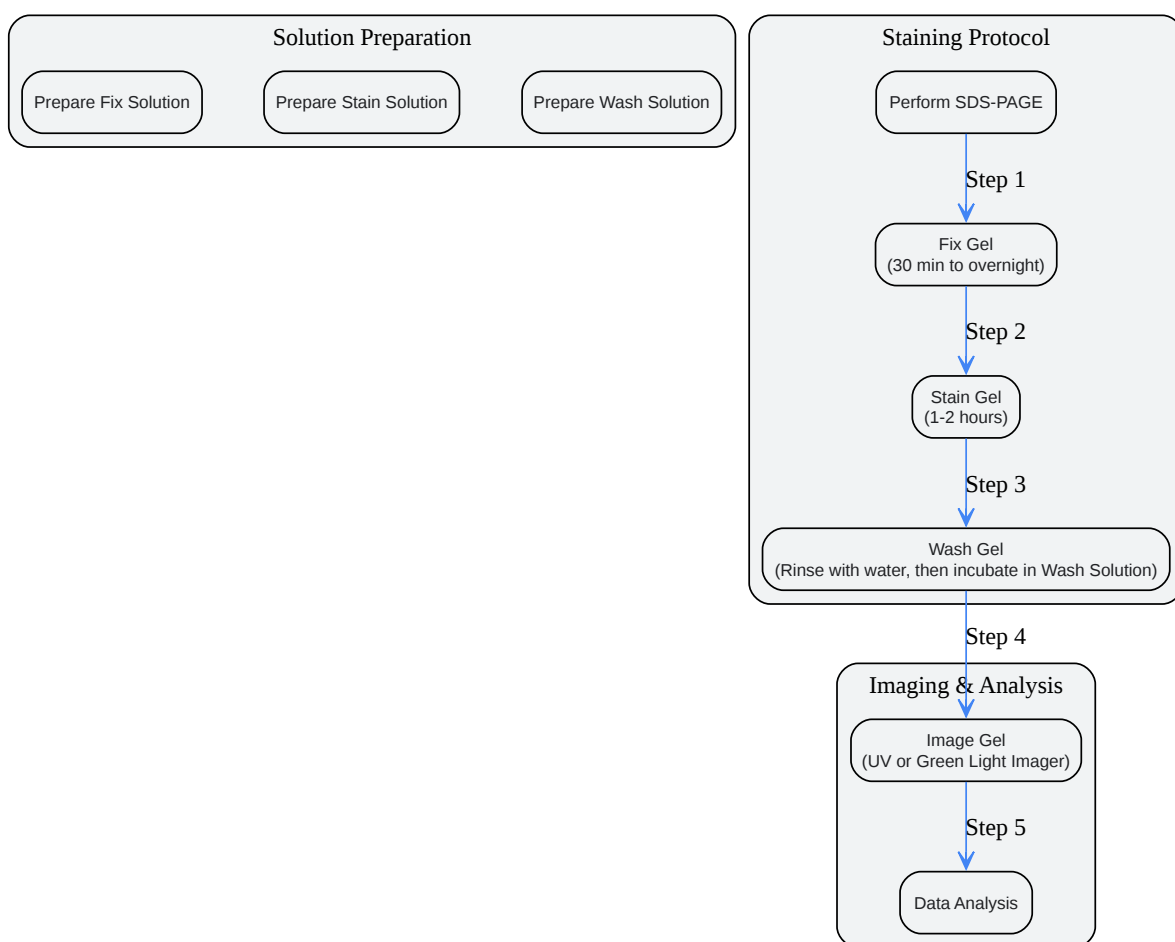 Solution Preparation
Prepare Fix Solution
Prepare Stain Solution
Prepare Wash Solution
Staining Protocol
Perform SDS-PAGE
Step 1
Fix Gel
(30 min to overnight)
Step 2
Stain Gel
(1-2 hours)
Step 3
Wash Gel
(Rinse with water, then incubate in Wash Solution)
Step 4
Imaging & Analysis
Image Gel
(UV or Green Light Imager)
Step 5
Data Analysis